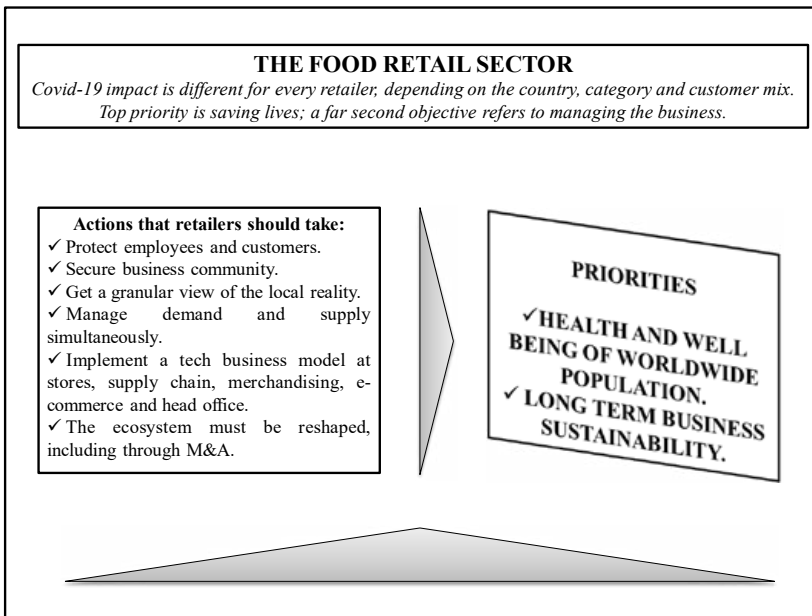 THE FOOD RETAIL SECTOR
Covid-19 impact is different for every retailer, depending on the country, category and customer mix.
Top priority is saving lives; a far second objective refers to managing the business.
Actions that retailers should take:
✓ Protect employees and customers.
✓ Secure business community.
✓ Get a granular view of the local reality.
✓ Manage demand and supply
simultaneously.
✓ Implement a tech business model at
stores, supply chain, merchandising, e-
commerce and head office.
✓ The ecosystem must be reshaped,
including through M&A.
PRIORITIES
✓HEALTH AND WELL
BEING OF WORLDWIDE
POPULATION.
✓ LONG TERM BUSINESS
SUSTAINABILITY.